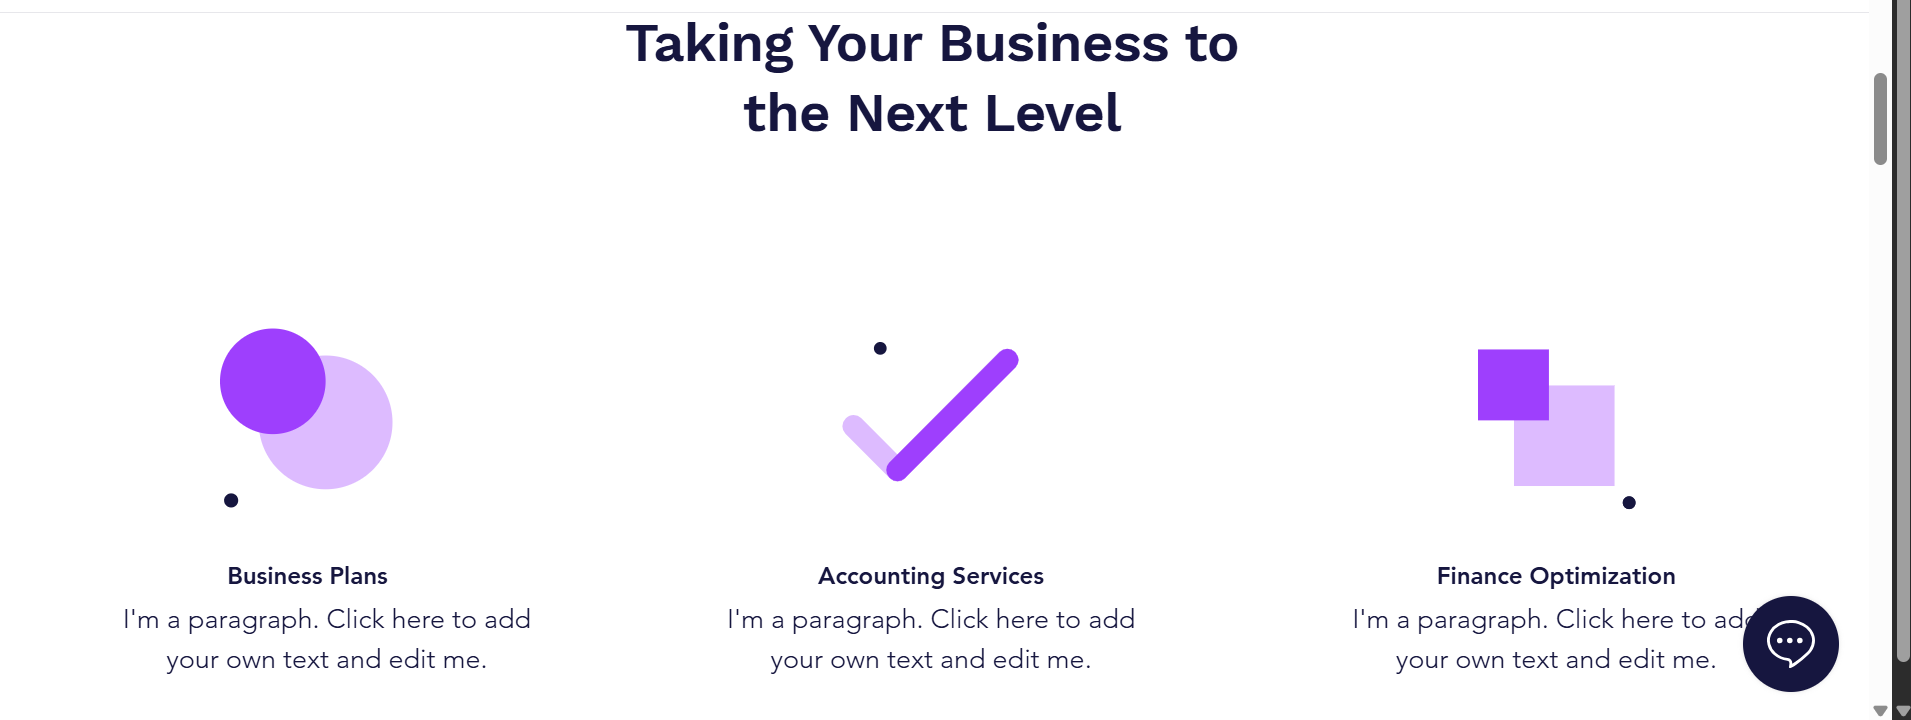 Taking Your Business to
the Next Level
Business Plans
I'm a paragraph. Click here to add
your own text and edit me.
Accounting Services
I'm a paragraph. Click here to add
your own text and edit me.
Finance Optimization
I'm a paragraph. Click here to add
your own text and edit me.